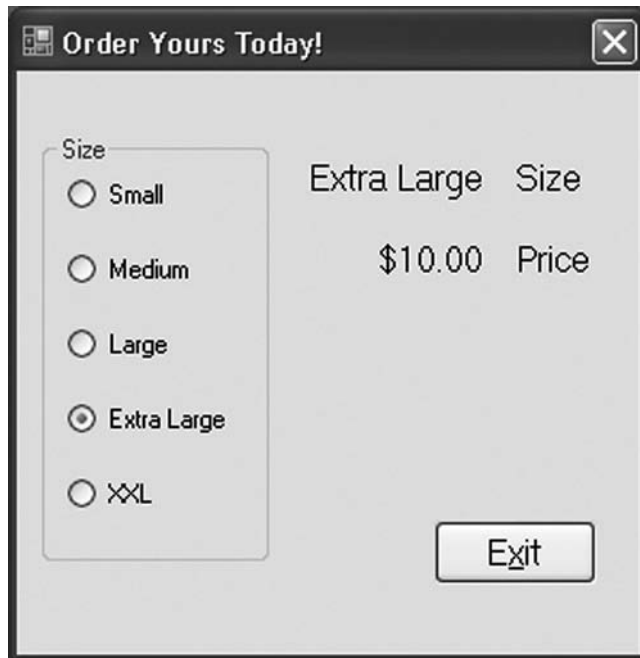 Order Yours Today!
Size
Small
Medium
Large
Extra Large
XXL
Extra Large Size
$10.00 Price
Exit